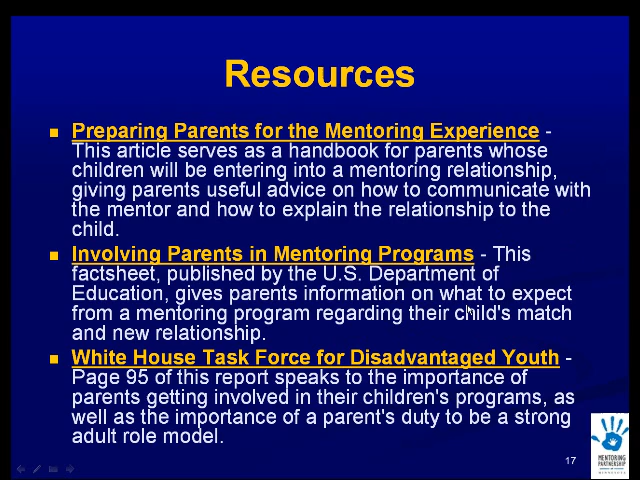 Resources
Preparing Parents for the Mentoring Experience -
This article serves as a handbook for parents whose
children will be entering into a mentoring relationship,
giving parents useful advice on how to communicate with
the mentor and how to explain the relationship to the
child.
Involving Parents in Mentoring Programs - This
factsheet, published by the U.S. Department of
Education, gives parents information on what to expect
from a mentoring program regarding their child's match
and new relationship.
White House Task Force for Disadvantaged Youth -
Page 95 of this report speaks to the importance of
parents getting involved in their children's programs, as
well as the importance of a parent's duty to be a strong
adult role model.
17
MENTORING
PARTNERSHIP